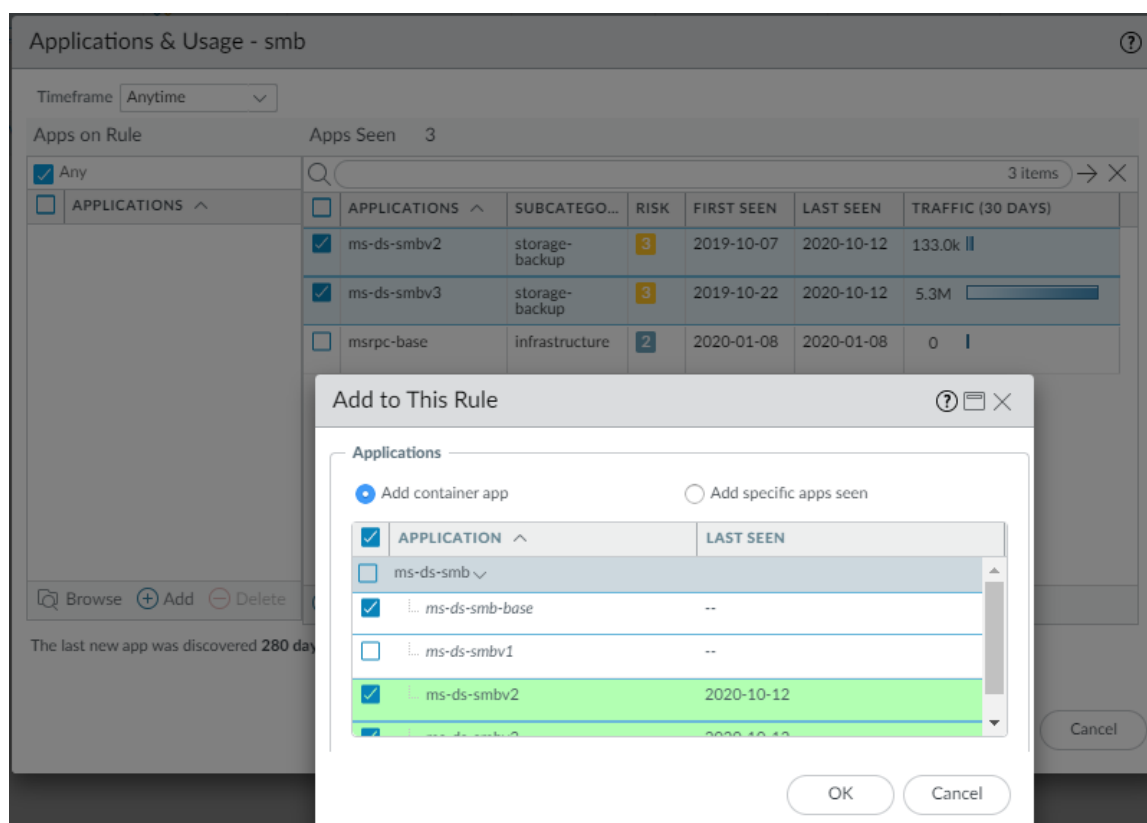 Applications & Usage - smb
Timeframe Anytime
Apps on Rule
Apps Seen 3
Any
3 items
APPLICATIONS
APPLICATIONS SUBCATEGO... RISK FIRST SEEN LAST SEEN TRAFFIC (30 DAYS)
ms-ds-smbv2 storage-backup 3 2019-10-07 2020-10-12 133.0k
ms-ds-smbv3 storage-backup 3 2019-10-22 2020-10-12 5.3M
msrpc-base infrastructure 2 2020-01-08 2020-01-08 0
Browse Add Delete
The last new app was discovered 280 day
Cancel
Add to This Rule
Applications
Add container app Add specific apps seen
APPLICATION LAST SEEN
ms-ds-smb
ms-ds-smb-base --
ms-ds-smbv1 --
ms-ds-smbv2 2020-10-12
OK Cancel